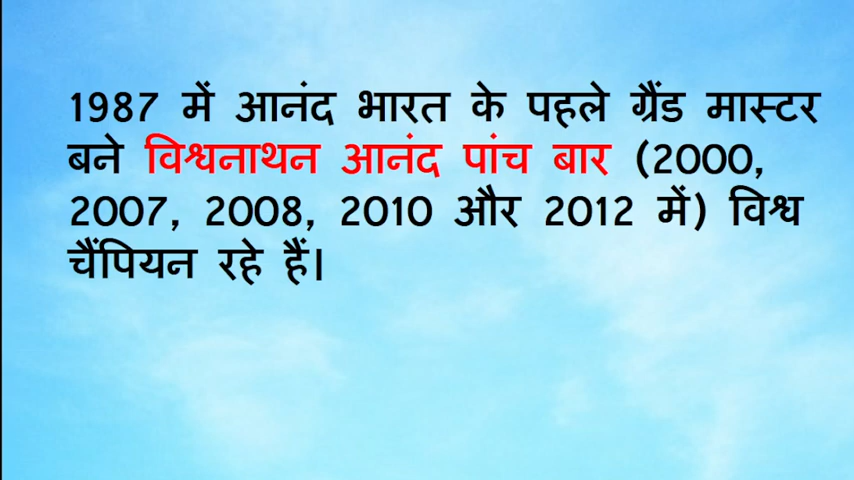 1987 में आनंद भारत के पहले ग्रैंड मास्टर
बने विश्वनाथन आनंद पांच बार (2000,
2007, 2008, 2010 और 2012 में) विश्व
चैंपियन रहे हैं।